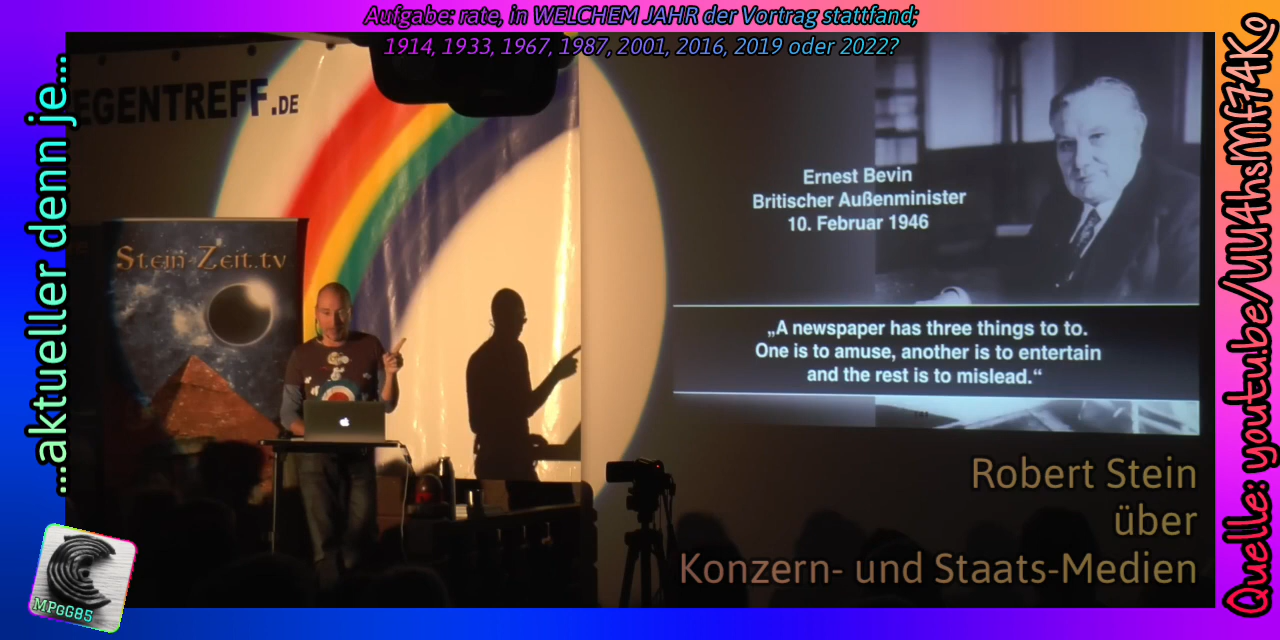 Aufgabe: rate, in WELCHEM JAHR der Vortrag stattfand;
1914, 1933, 1967, 1987, 2001, 2016, 2019 oder 2022?
...aktueller denn je...
EGENTREFF.DE
Stein-Zeit.tv
Ernest Bevin
Britischer Außenminister
10. Februar 1946
„A newspaper has three things to to.
One is to amuse, another is to entertain
and the rest is to mislead.“
Robert Stein
über
Konzern- und Staats-Medien
Quelle: youtu.be/UU4hsMf74Ko
MPGG85